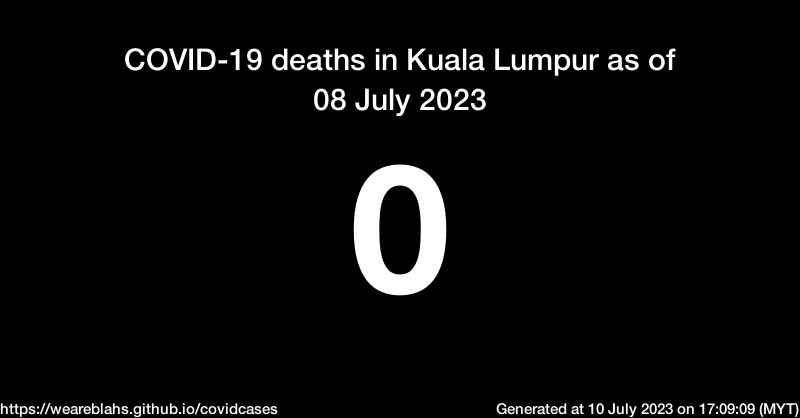 COVID-19 deaths in Kuala Lumpur as of
08 July 2023
0
https://weareblahs.github.io/covidcases
Generated at 10 July 2023 on 17:09:09 (MYT)